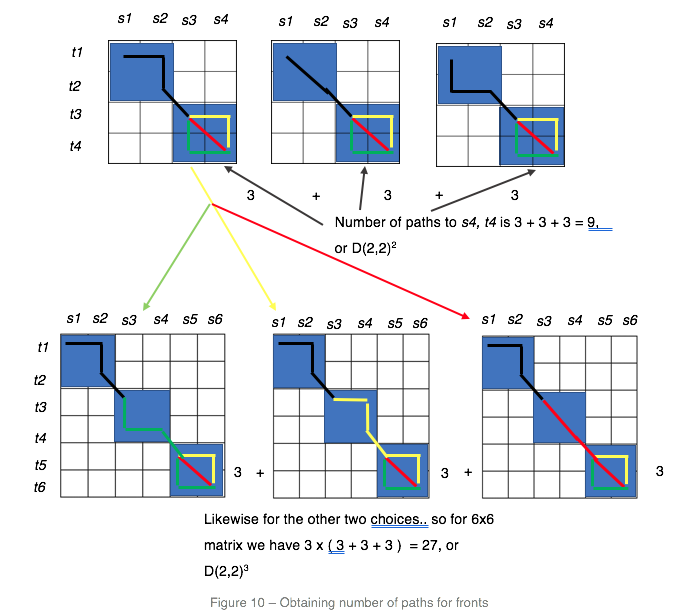 s1 s2 s3 s4 s1 s2 s3 s4 s1 s2 s3 s4
t1
t2
t3
t4
3 + 3 + 3
Number of paths to s4, t4 is 3 + 3 + 3 = 9,
or D(2,2)²
s1 s2 s3 s4 s5 s6 s1 s2 s3 s4 s5 s6 s1 s2 s3 s4 s5 s6
t1
t2
t3
t4
t5
t6
3 + 3 + 3
Likewise for the other two choices.. so for 6x6
matrix we have 3 x ( 3 + 3 + 3 ) = 27, or
D(2,2)³
Figure 10 – Obtaining number of paths for fronts